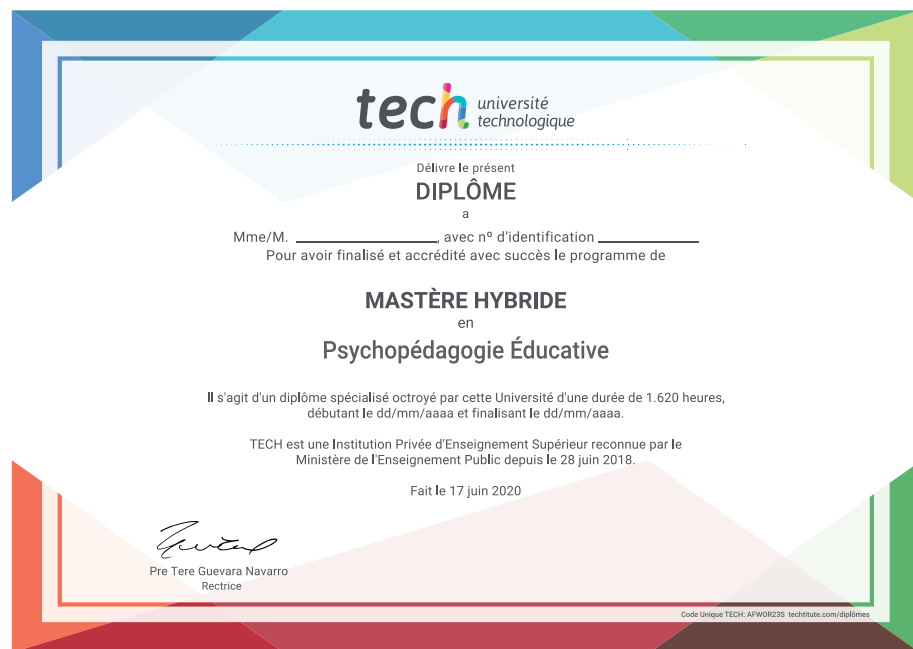 tech université
technologique
Délivre le présent
DIPLÔME
a
Mme/M. ____________, avec nº d'identification ____________
Pour avoir finalisé et accrédité avec succès le programme de
MASTÈRE HYBRIDE
en
Psychopédagogie Éducative
Il s'agit d'un diplôme spécialisé octroyé par cette Université d'une durée de 1.620 heures,
débutant le dd/mm/aaaa et finalisant le dd/mm/aaaa.
TECH est une Institution Privée d'Enseignement Supérieur reconnue par le
Ministère de l'Enseignement Public depuis le 28 juin 2018.
Fait le 17 juin 2020
Pre Tere Guevara Navarro
Rectrice
Code Unique TECH: AFWOR23S techtitute.com/diplômes